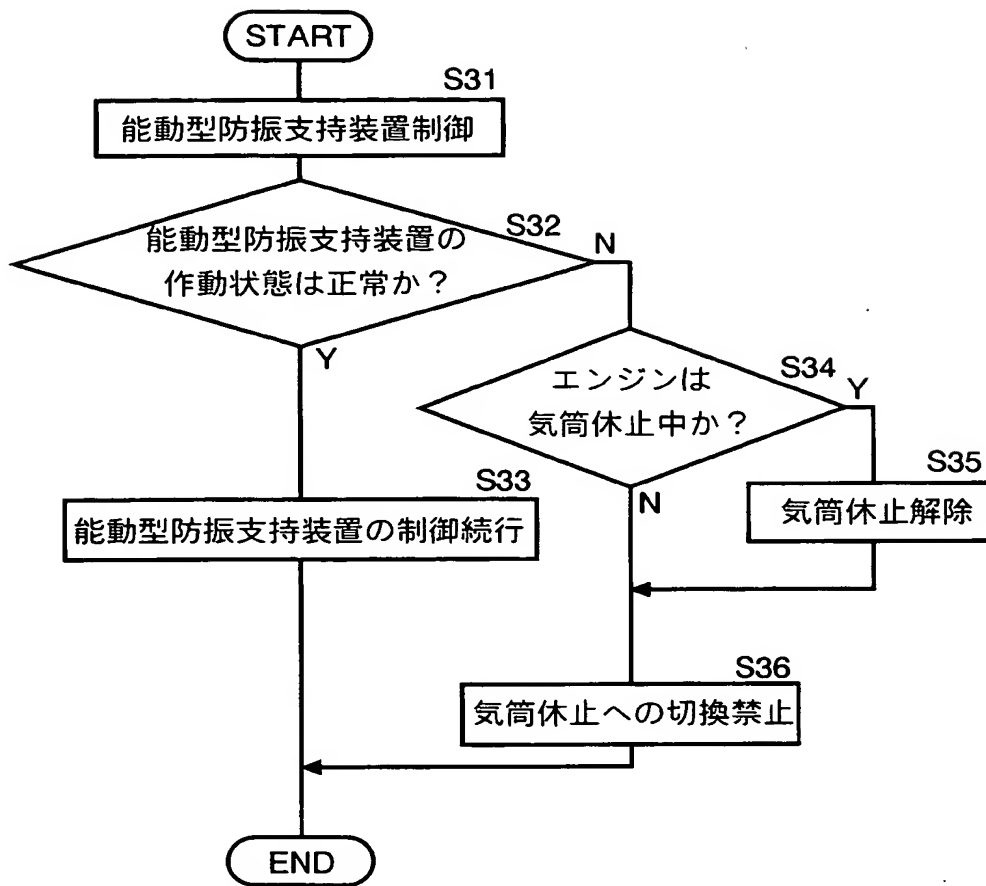 START
S31
能動型防振支持装置制御
S32
能動型防振支持装置の
作動状態は正常か？
N
Y
S34
エンジンは
気筒休止中か？
Y
N
S35
気筒休止解除
S33
能動型防振支持装置の制御続行
S36
気筒休止への切換禁止
END